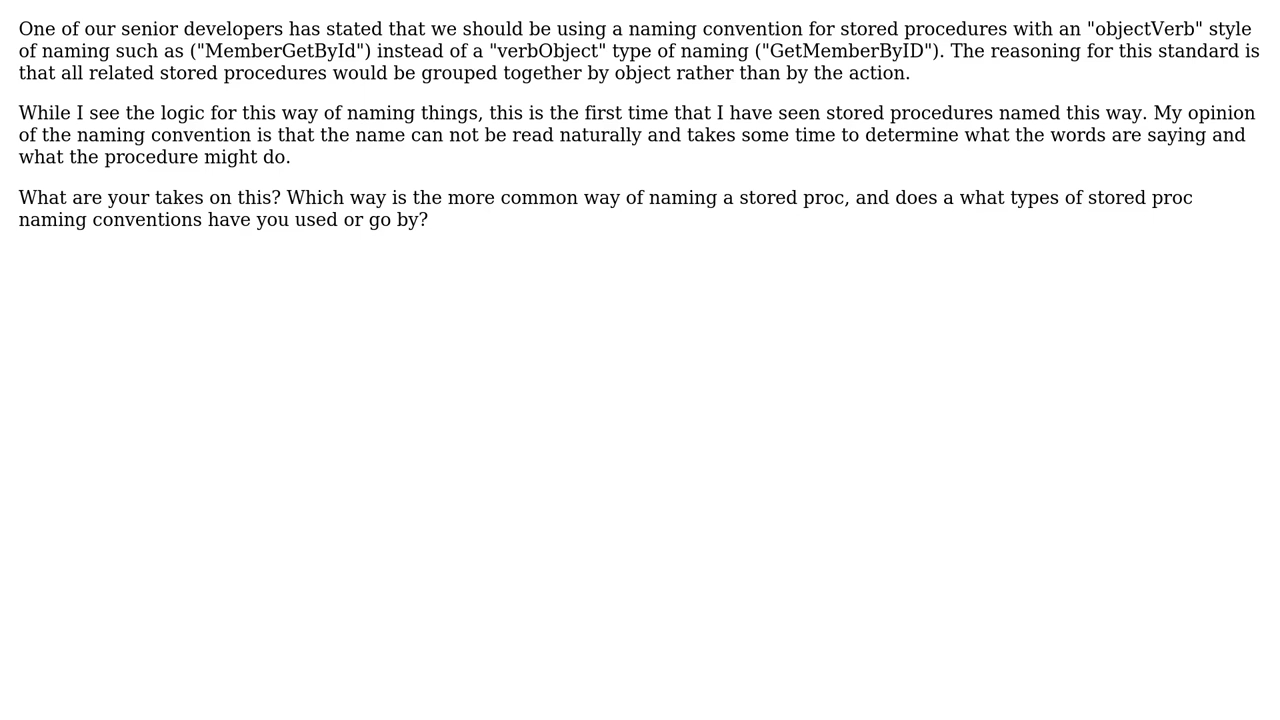 One of our senior developers has stated that we should be using a naming convention for stored procedures with an "objectVerb" style
of naming such as ("MemberGetById") instead of a "verbObject" type of naming ("GetMemberByID"). The reasoning for this standard is
that all related stored procedures would be grouped together by object rather than by the action.
While I see the logic for this way of naming things, this is the first time that I have seen stored procedures named this way. My opinion
of the naming convention is that the name can not be read naturally and takes some time to determine what the words are saying and
what the procedure might do.
What are your takes on this? Which way is the more common way of naming a stored proc, and does a what types of stored proc
naming conventions have you used or go by?